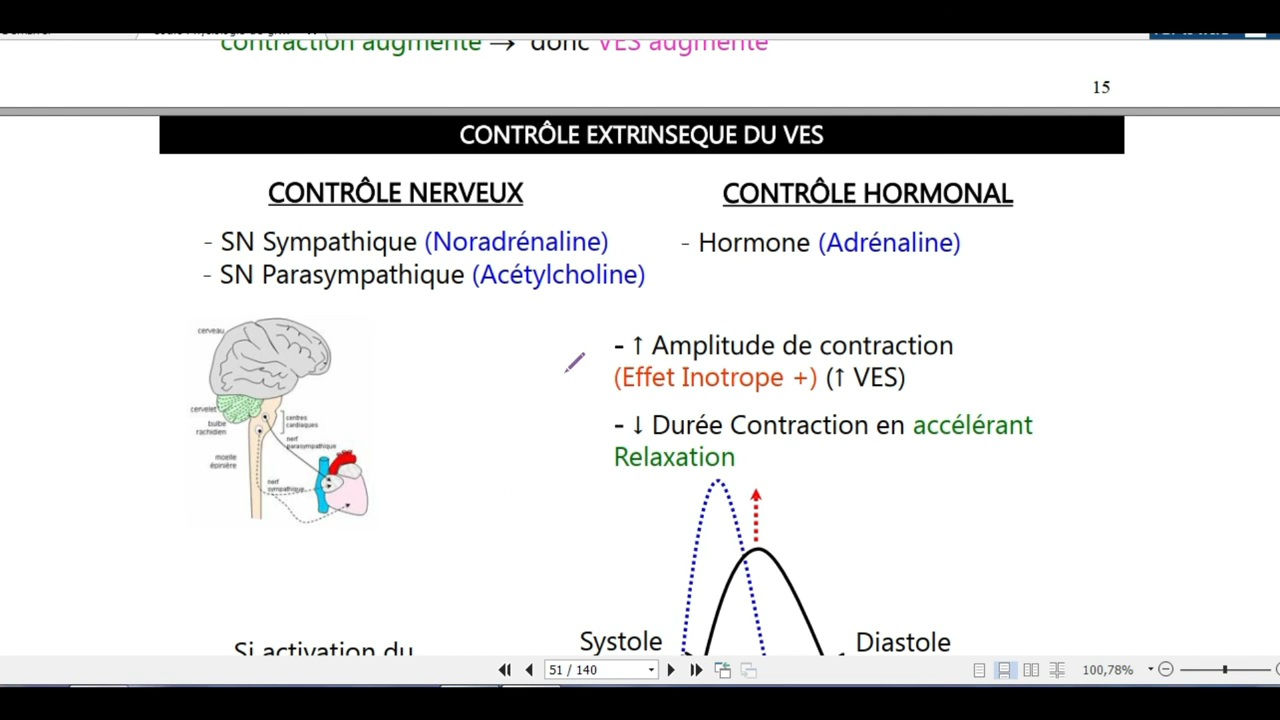 contraction augmente → donc VES augmente
15
CONTRÔLE EXTRINSEQUE DU VES
CONTRÔLE NERVEUX
- SN Sympathique (Noradrénaline)
- SN Parasympathique (Acétylcholine)
CONTRÔLE HORMONAL
- Hormone (Adrénaline)
cerveau
cervelet
bulbe
rachidien
centres
cardiaques
nerf
parasympathique
moelle
épinière
nerf
sympathique
- ↑ Amplitude de contraction
(Effet Inotrope +) (↑ VES)
- ↓ Durée Contraction en accélérant
Relaxation
Systole
Diastole
Si activation du
51 / 140
100,78%